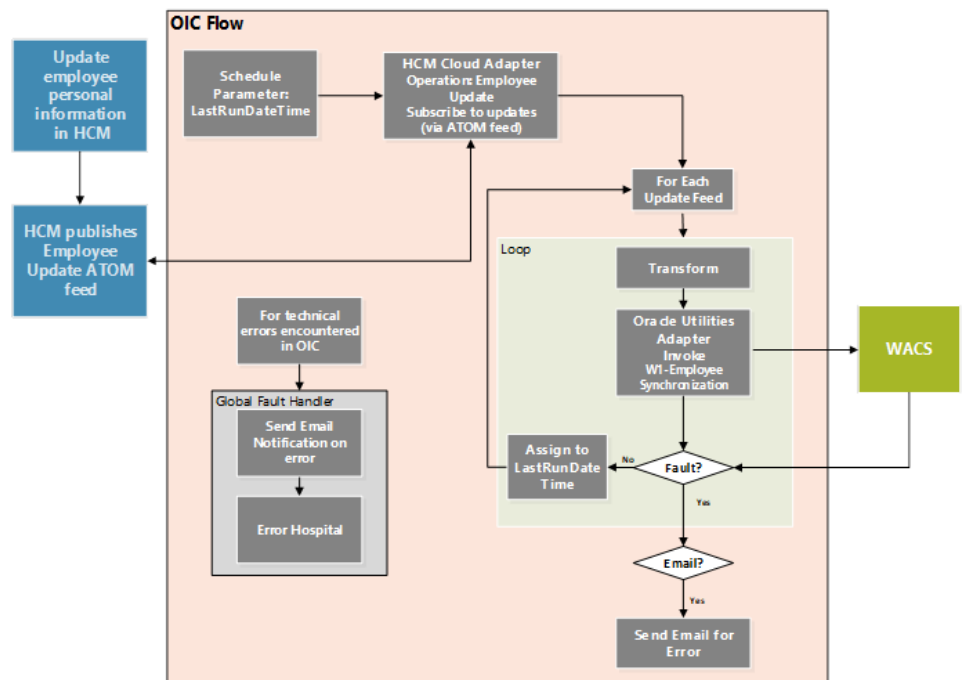 OIC Flow
Update
employee
personal
information
in HCM
HCM publishes
Employee
Update ATOM
feed
Schedule
Parameter:
LastRunDateTime
HCM Cloud Adapter
Operation: Employee
Update
Subscribe to updates
(via ATOM feed)
For Each
Update Feed
Loop
Transform
Oracle Utilities
Adapter
Invoke
W1-Employee
Synchronization
WACS
Fault?
No
Assign to
LastRunDate
Time
Yes
Email?
Yes
Send Email for
Error
For technical
errors encountered
in OIC
Global Fault Handler
Send Email
Notification on
error
Error Hospital